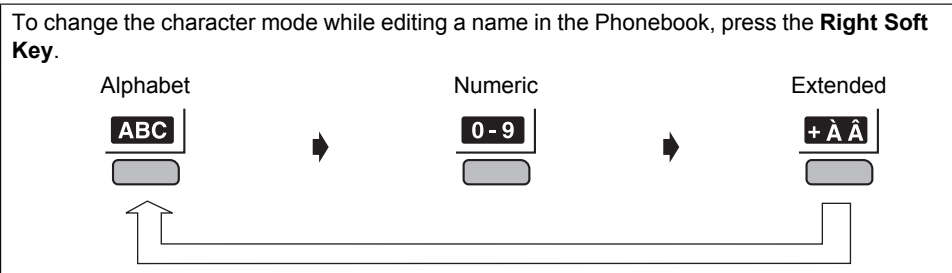 To change the character mode while editing a name in the Phonebook, press the Right Soft
Key.
Alphabet Numeric Extended
ABC 0-9 +ÀÂ